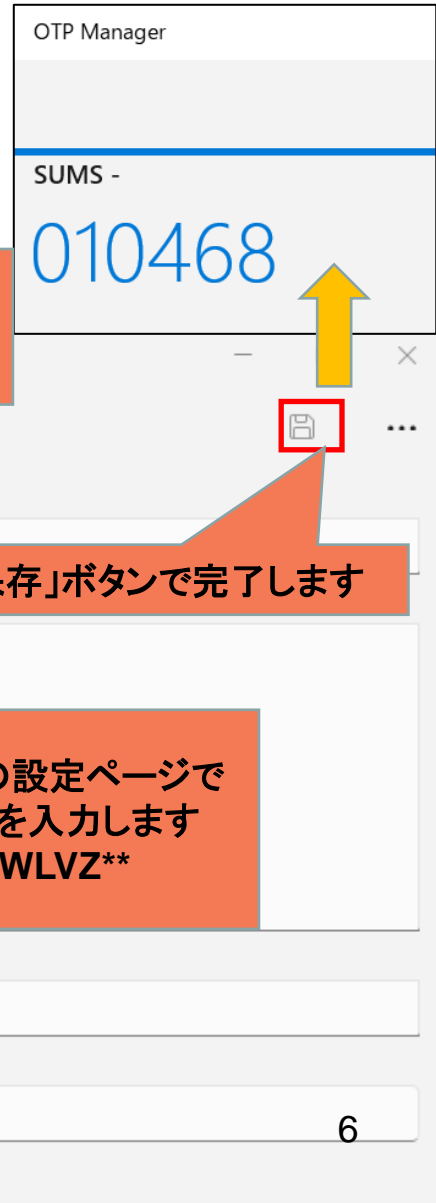 OTP Manager
SUMS -
010468
存」ボタンで完了します
の設定ページで
を入力します
WLVZ**
6